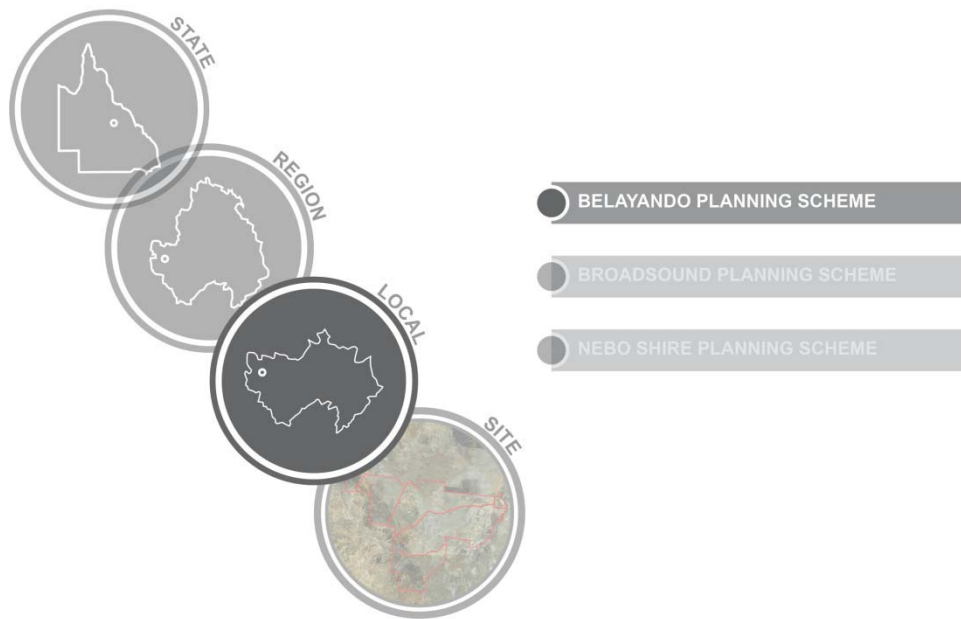 STATE
REGION
LOCAL
SITE
BELAYANDO PLANNING SCHEME
BROADSOUND PLANNING SCHEME
NEBO SHIRE PLANNING SCHEME